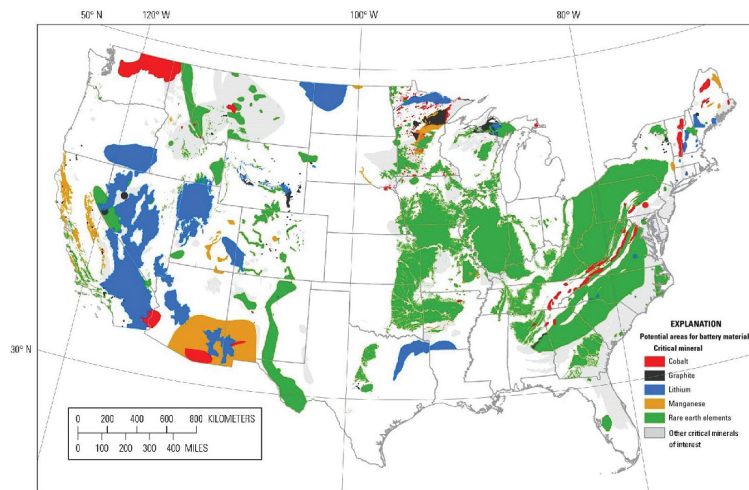 50° N
120° W
100° W
80° W
30° N
EXPLANATION
Potential areas for battery material
Critical mineral
Cobalt
Graphite
Lithium
Manganese
Rare earth elements
Other critical minerals
of interest
0 200 400 600 800 KILOMETERS
0 100 200 300 400 MILES